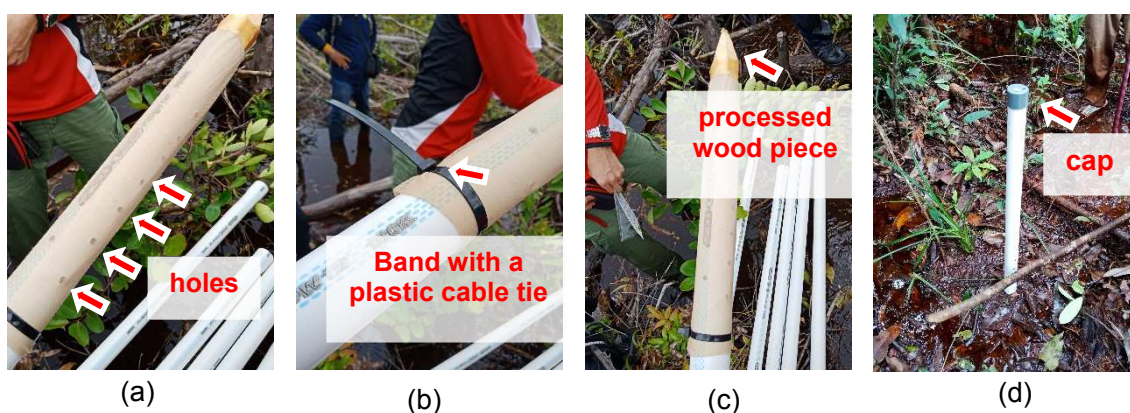 holes
Band with a
plastic cable tie
processed
wood piece
cap
(a)
(b)
(c)
(d)